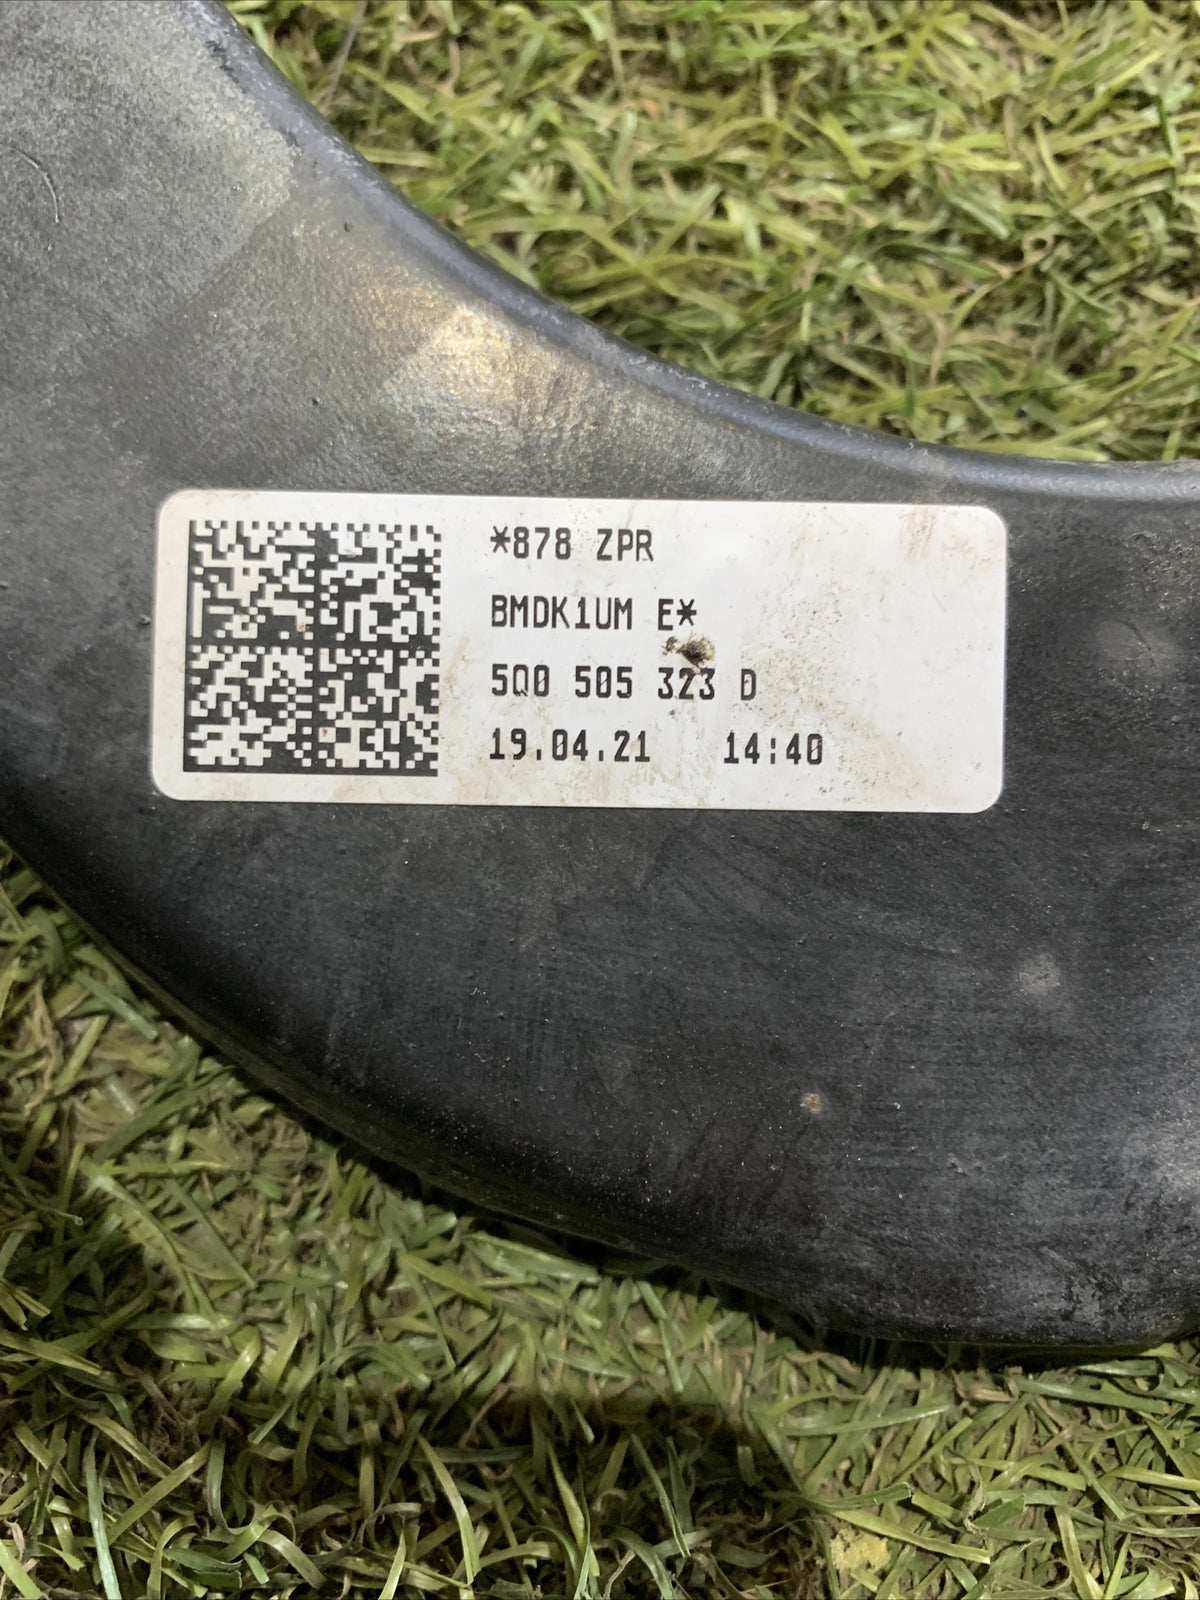 *878 ZPR
BMDK1UM E*
5Q0 505 323 D
19.04.21 14:40